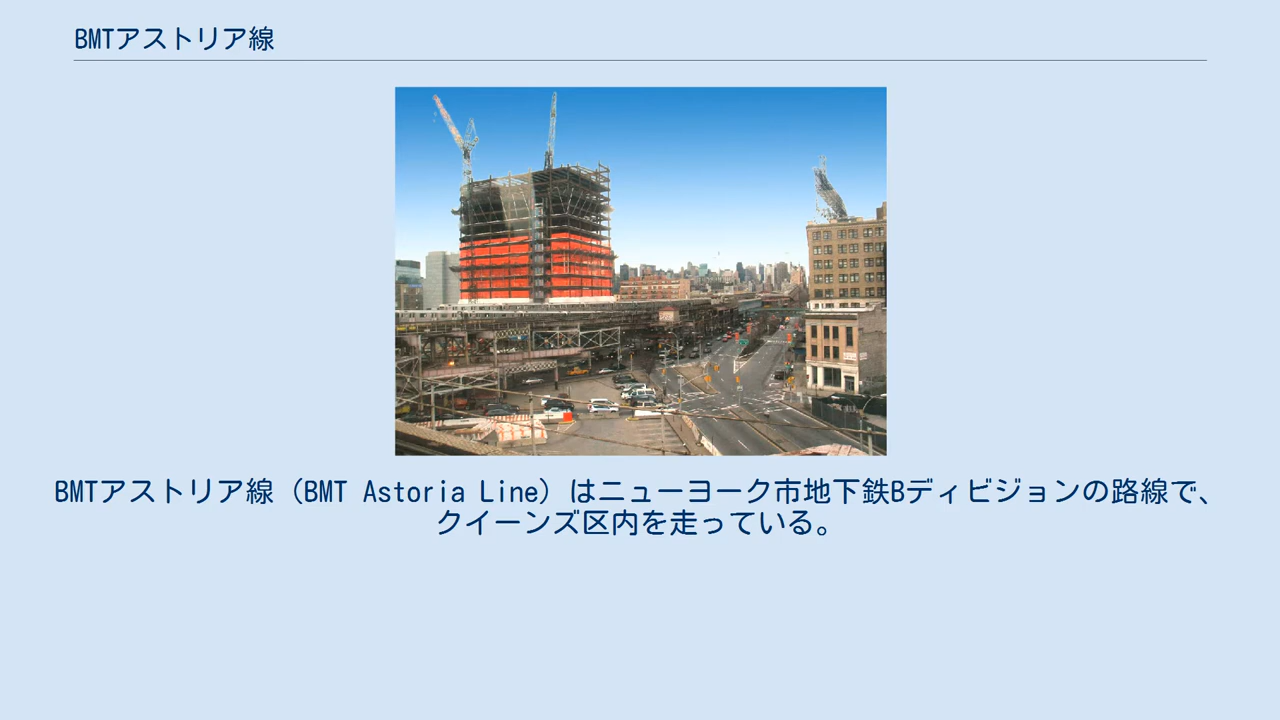 BMTアストリア線
BMTアストリア線（BMT Astoria Line）はニューヨーク市地下鉄Bディビジョンの路線で、
クイーンズ区内を走っている。